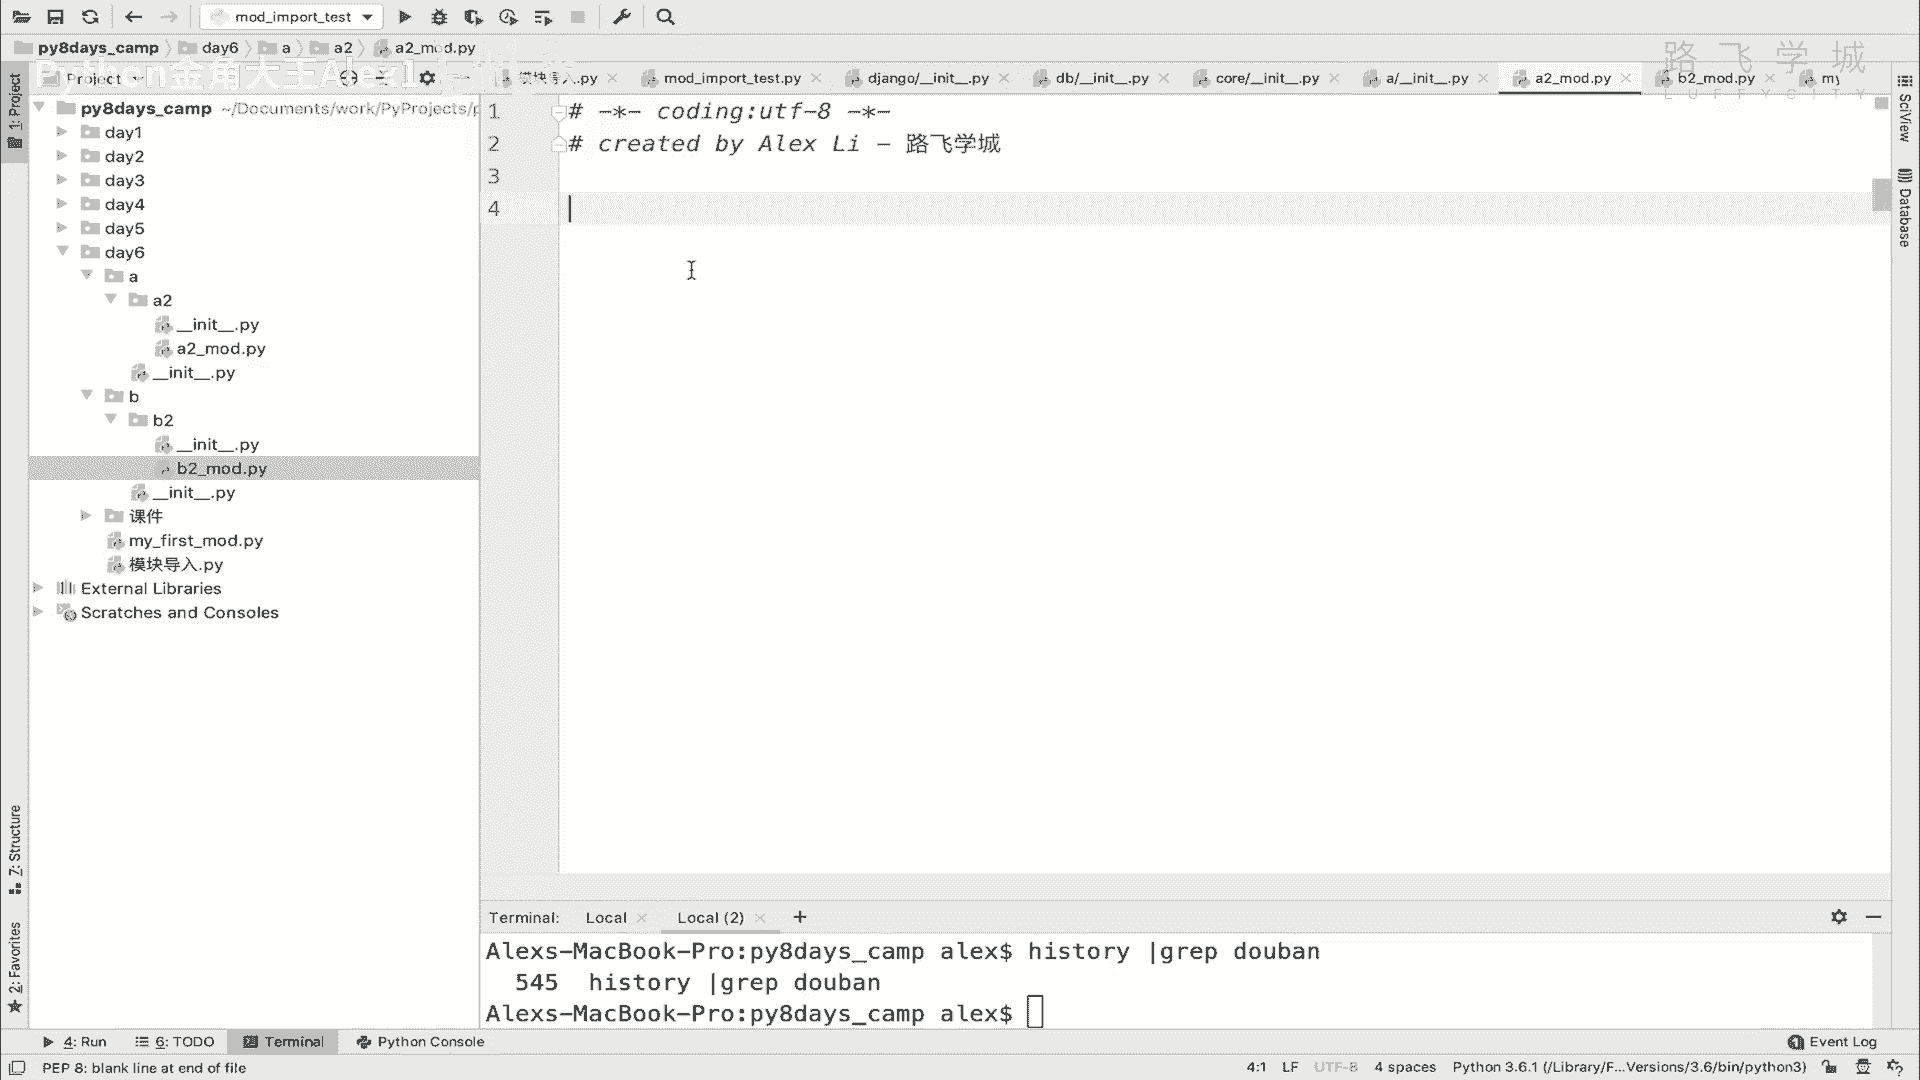 mod_import_test
py8days_camp day6 a a2 a2_mod.py
路飞学城
LUFFYCITY
Python金角大王Alex1
Project
模块导入.py mod_import_test.py django/__init__.py db/__init__.py core/__init__.py a/__init__.py a2_mod.py b2_mod.py my
1: Project
py8days_camp ~/Documents/work/PyProjects/p
day1
day2
day3
day4
day5
day6
a
a2
__init__.py
a2_mod.py
__init__.py
b
b2
__init__.py
b2_mod.py
__init__.py
课件
my_first_mod.py
模块导入.py
External Libraries
Scratches and Consoles
7: Structure
2: Favorites
1 # -*- coding:utf-8 -*-
2 # created by Alex Li - 路飞学城
3
4
SciView
Database
Terminal: Local Local (2) +
Alexs-MacBook-Pro:py8days_camp alex$ history |grep douban
545 history |grep douban
Alexs-MacBook-Pro:py8days_camp alex$
4: Run 6: TODO Terminal Python Console Event Log
PEP 8: blank line at end of file 4:1 LF UTF-8 4 spaces Python 3.6.1 (/Library/F...Versions/3.6/bin/python3)